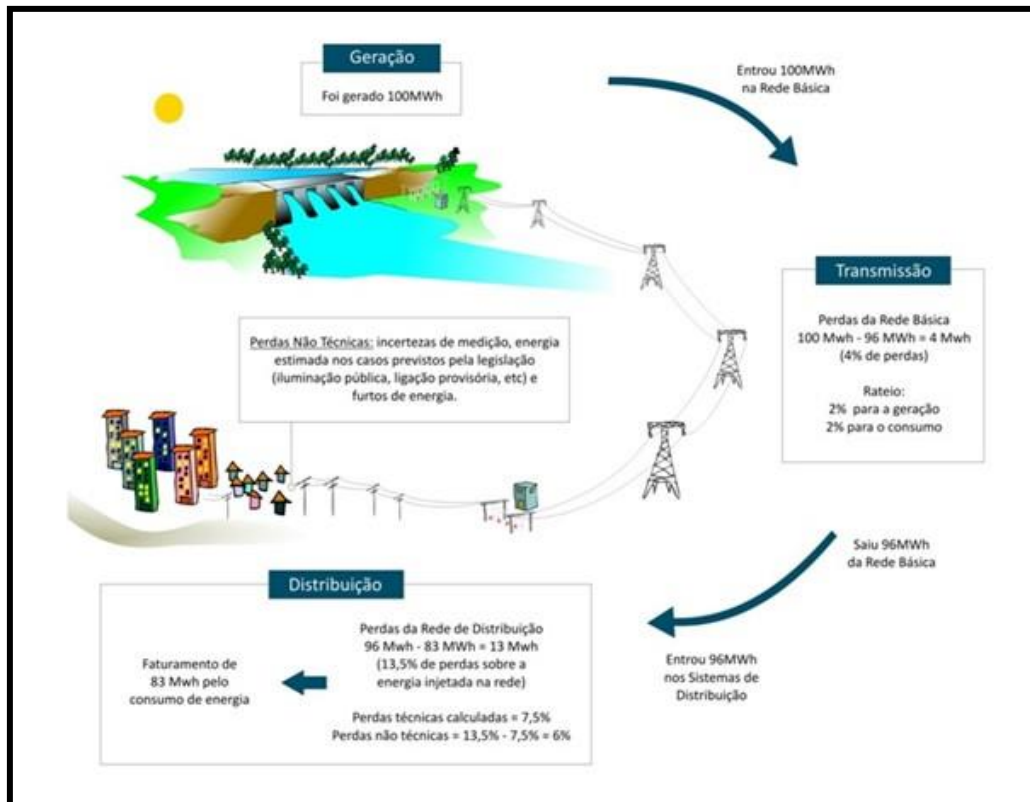 Geração
Foi gerado 100MWh
Entrou 100MWh
na Rede Básica
Transmissão
Perdas da Rede Básica
100 Mwh - 96 MWh = 4 Mwh
(4% de perdas)
Rateio:
2% para a geração
2% para o consumo
Perdas Não Técnicas: incertezas de medição, energia
estimada nos casos previstos pela legislação
(iluminação pública, ligação provisória, etc) e
furtos de energia.
Saiu 96MWh
da Rede Básica
Entrou 96MWh
nos Sistemas de
Distribuição
Distribuição
Perdas da Rede de Distribuição
96 Mwh - 83 MWh = 13 Mwh
(13,5% de perdas sobre a
energia injetada na rede)
Perdas técnicas calculadas = 7,5%
Perdas não técnicas = 13,5% - 7,5% = 6%
Faturamento de
83 Mwh pelo
consumo de energia